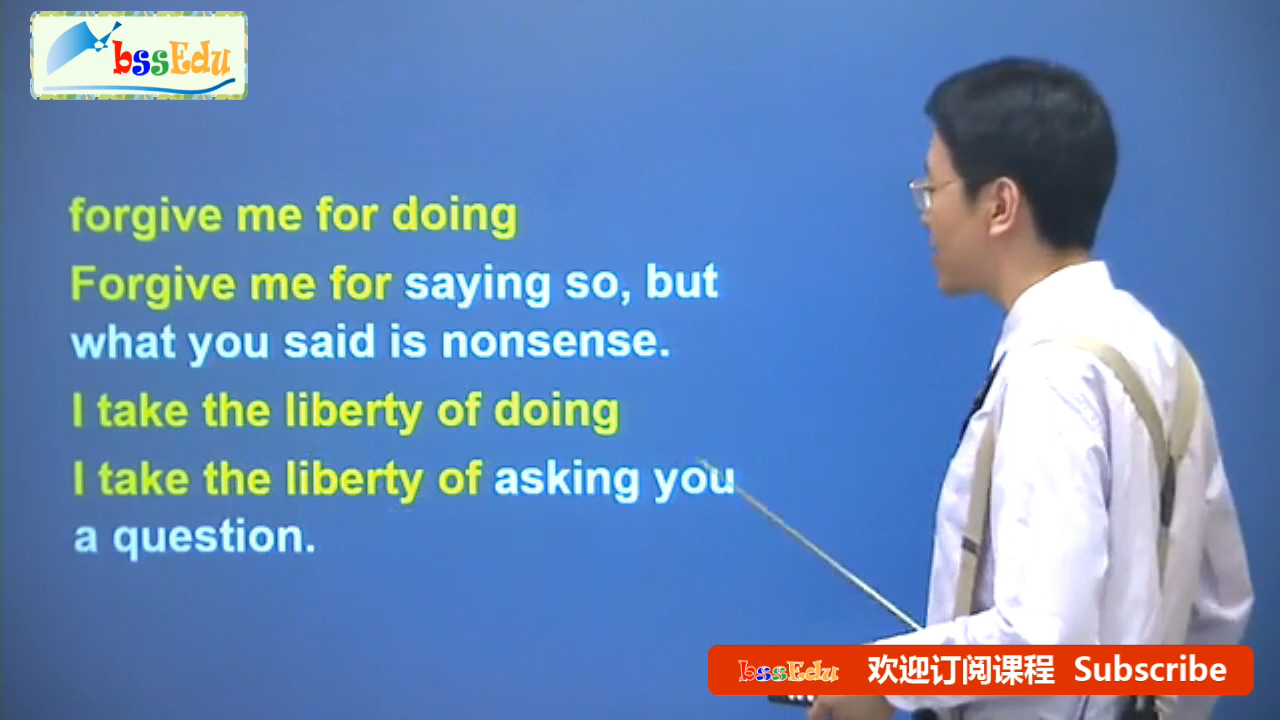 bssEdu
forgive me for doing
Forgive me for saying so, but
what you said is nonsense.
I take the liberty of doing
I take the liberty of asking you
a question.
bssEdu 欢迎订阅课程 Subscribe